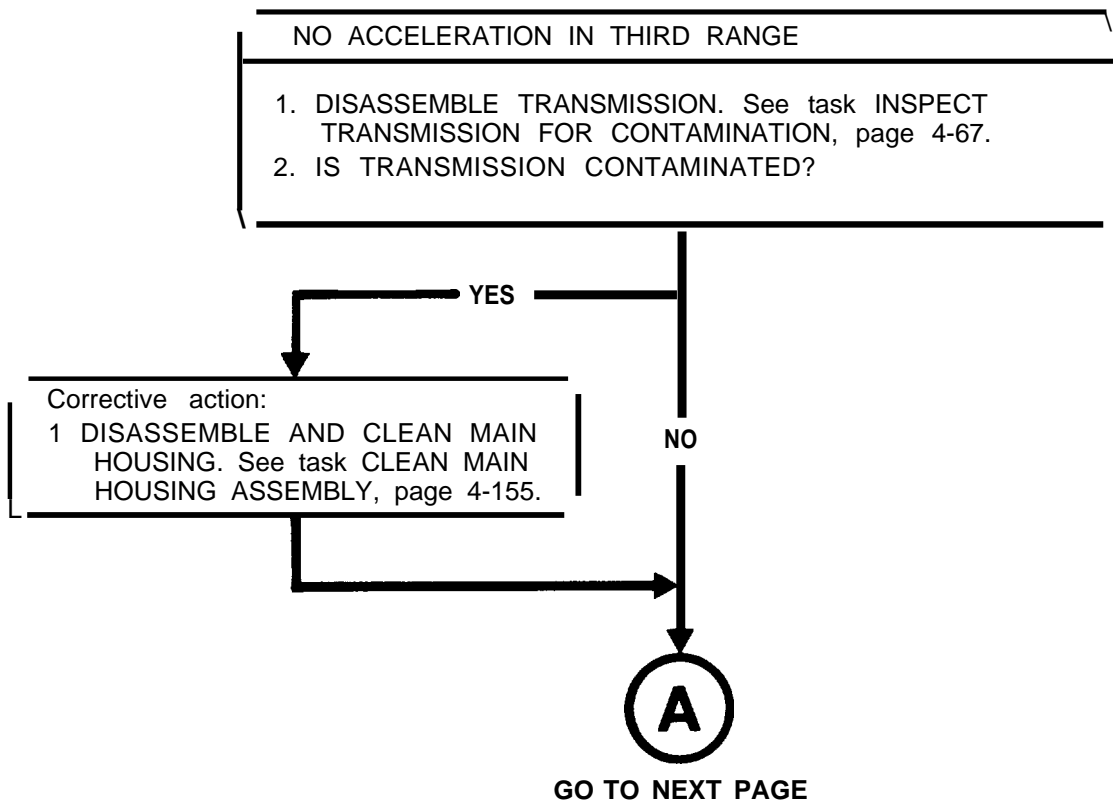 NO ACCELERATION IN THIRD RANGE
1. DISASSEMBLE TRANSMISSION. See task INSPECT
TRANSMISSION FOR CONTAMINATION, page 4-67.
2. IS TRANSMISSION CONTAMINATED?
YES
Corrective action:
1 DISASSEMBLE AND CLEAN MAIN
HOUSING. See task CLEAN MAIN
HOUSING ASSEMBLY, page 4-155.
NO
A
GO TO NEXT PAGE